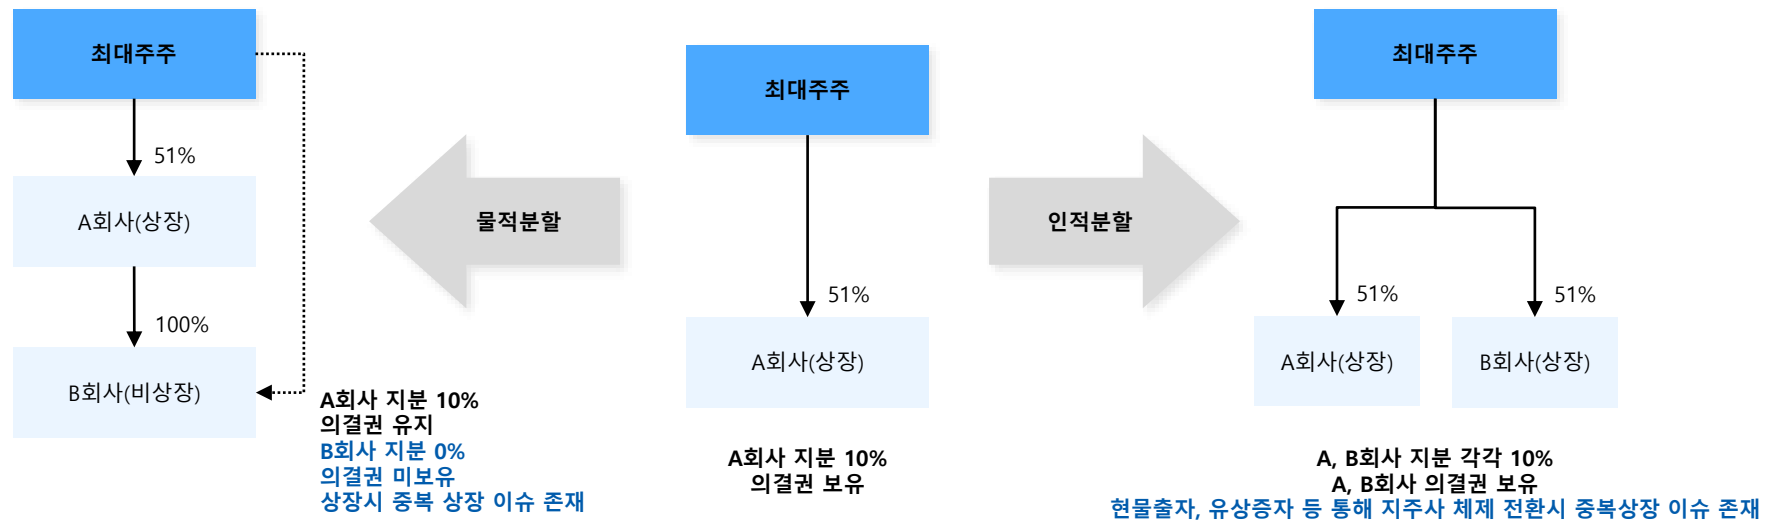 최대주주
51%
A회사(상장)
100%
B회사(비상장)
A회사 지분 10%
의결권 유지
B회사 지분 0%
의결권 미보유
상장시 중복 상장 이슈 존재
물적분할
최대주주
51%
A회사(상장)
A회사 지분 10%
의결권 보유
인적분할
최대주주
51%
51%
A회사(상장)
B회사(상장)
A, B회사 지분 각각 10%
A, B회사 의결권 보유
현물출자, 유상증자 등 통해 지주사 체제 전환시 중복상장 이슈 존재